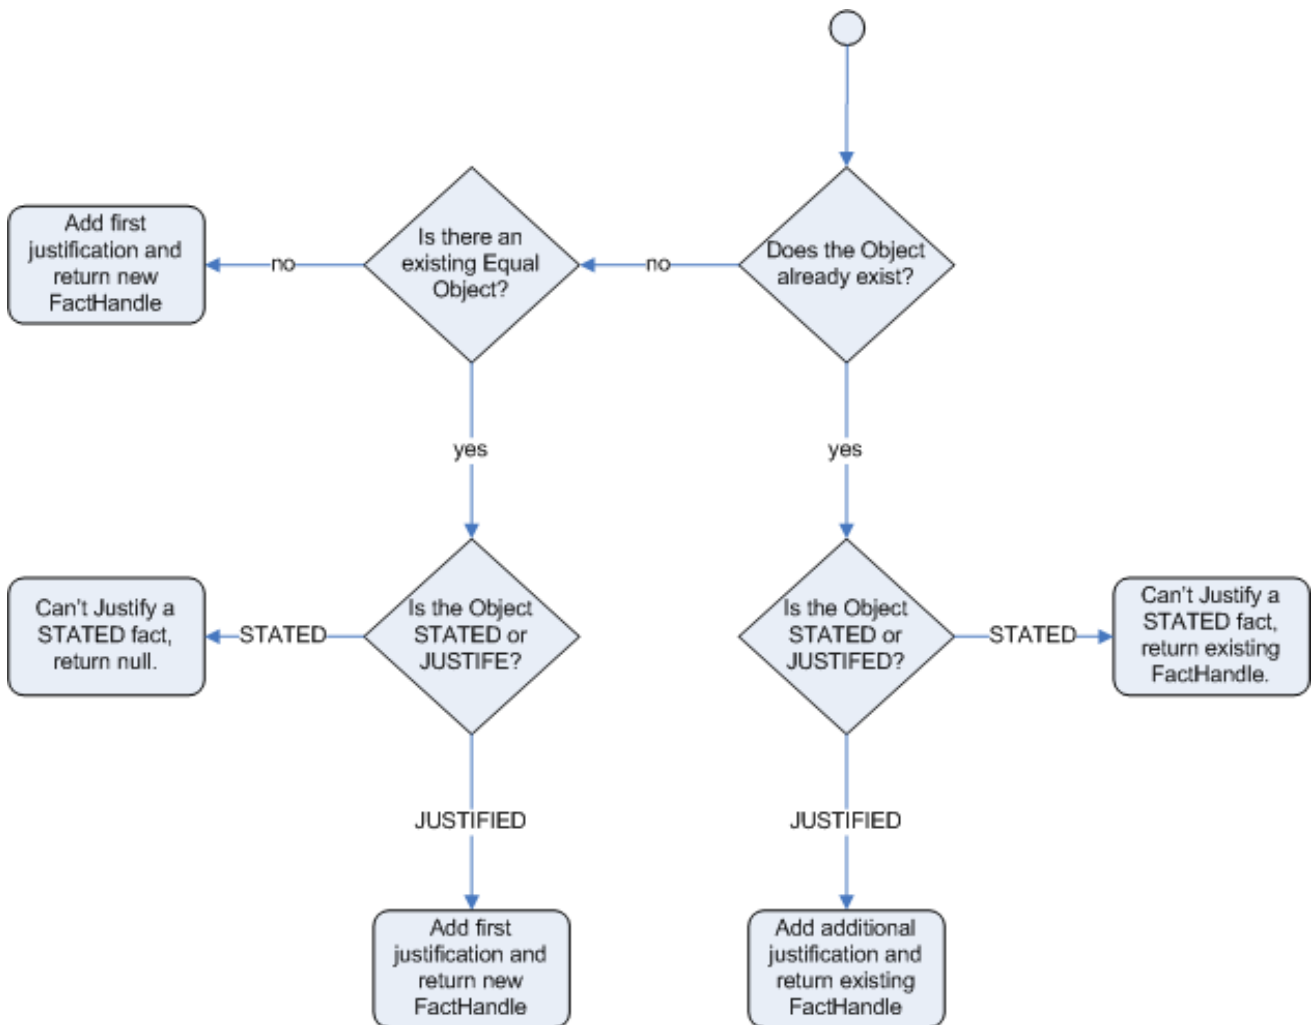 Does the Object
already exist?
no
Is there an
existing Equal
Object?
no
Add first
justification and
return new
FactHandle
yes
yes
Is the Object
STATED or
JUSTIFE?
STATED
Can't Justify a
STATED fact,
return null.
Is the Object
STATED or
JUSTIFED?
STATED
Can't Justify a
STATED fact,
return existing
FactHandle.
JUSTIFIED
JUSTIFIED
Add first
justification and
return new
FactHandle
Add additional
justification and
return existing
FactHandle